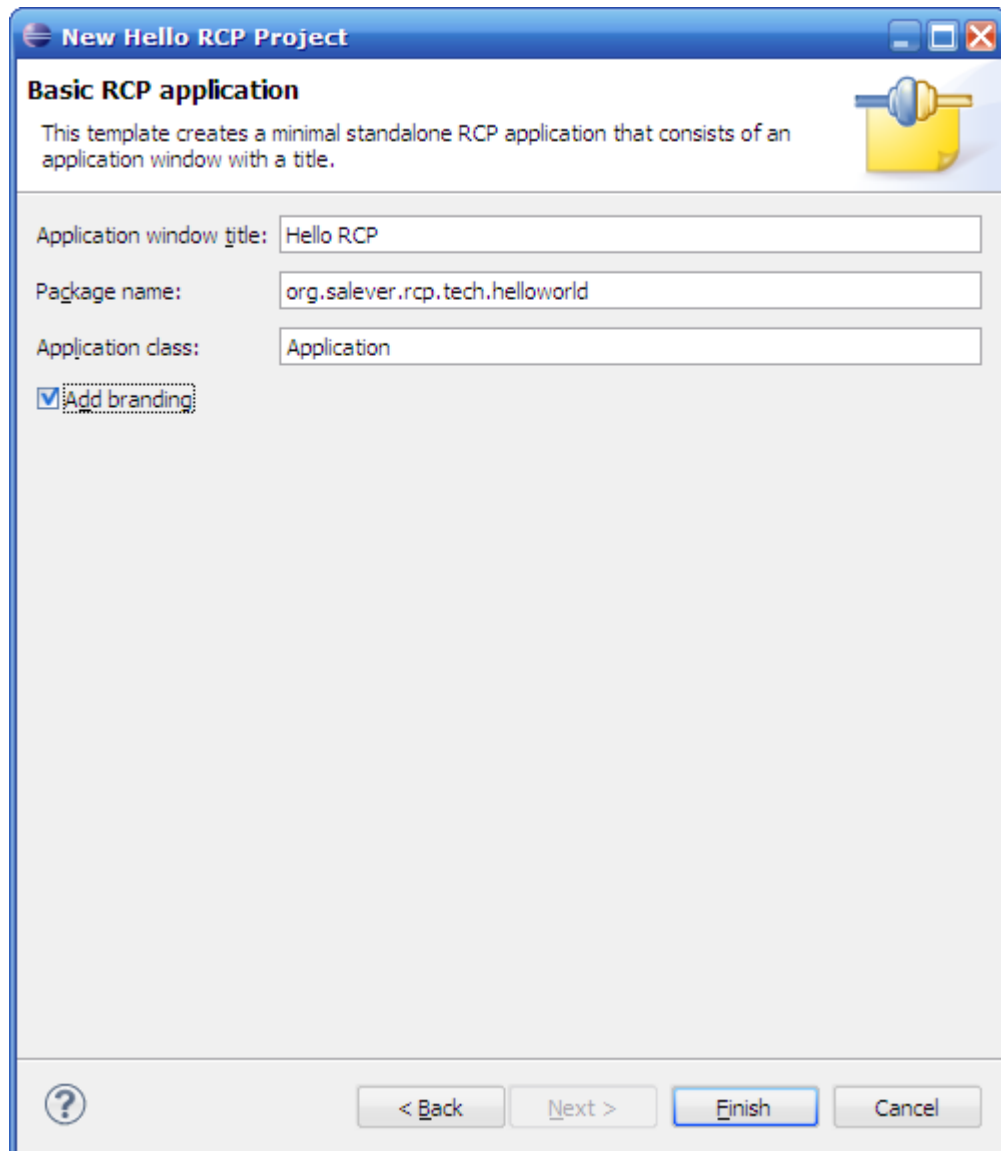 New Hello RCP Project
Basic RCP application
This template creates a minimal standalone RCP application that consists of an
application window with a title.
Application window title: Hello RCP
Package name: org.salever.rcp.tech.helloworld
Application class: Application
Add branding
?
< Back Next > Finish Cancel